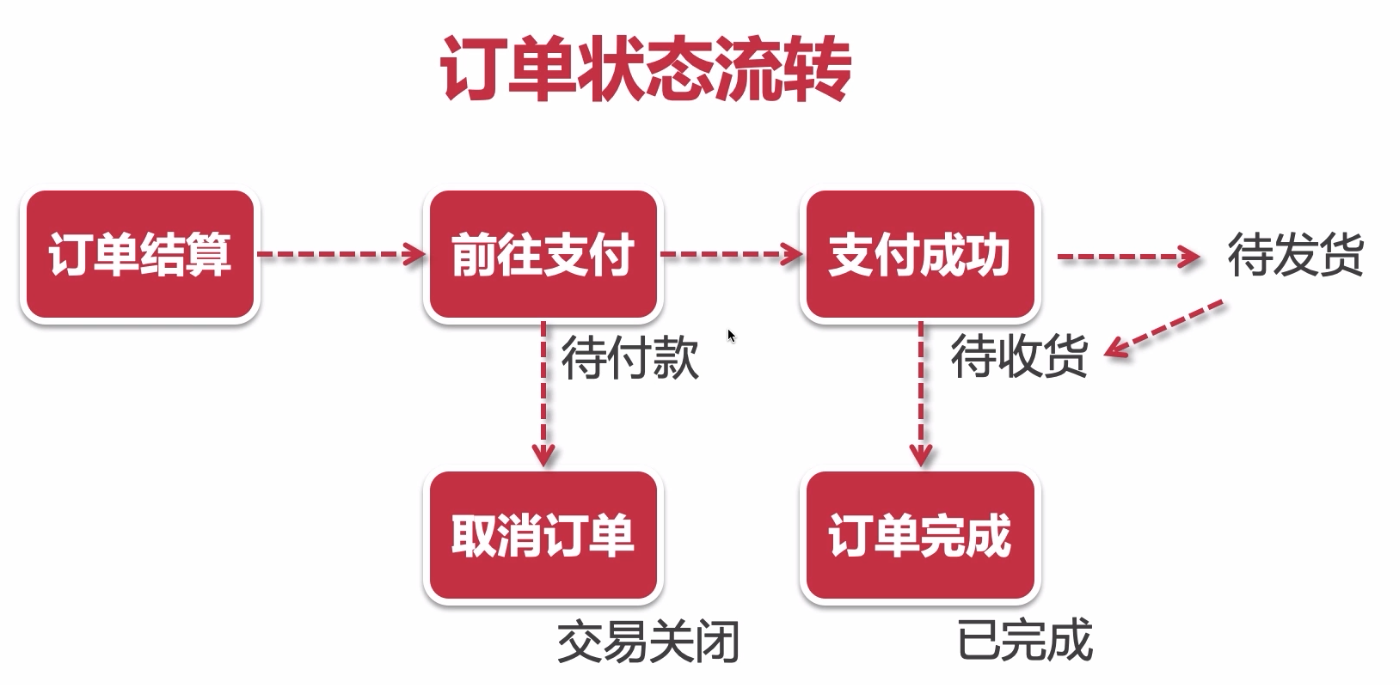 订单状态流转
订单结算
前往支付
支付成功
待发货
待付款
待收货
取消订单
订单完成
交易关闭
已完成